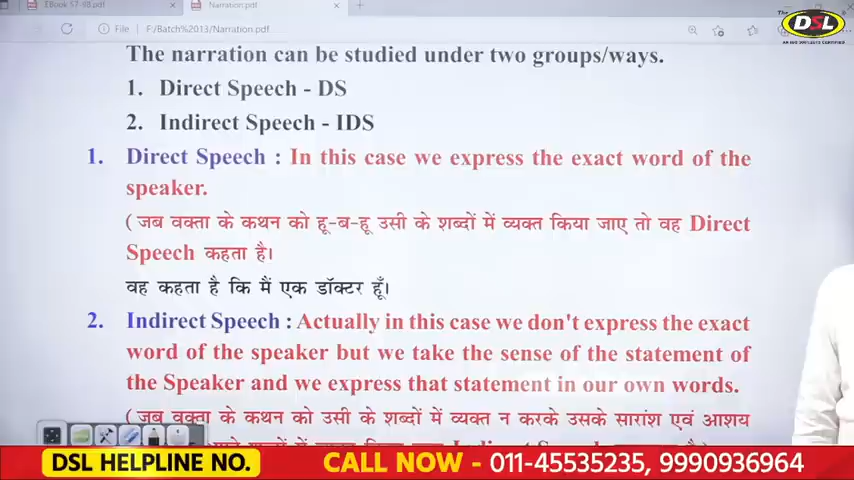 EBook 57-88.pdf
Narration.pdf
File
F:/Batch%2013/Narration.pdf
The
DSL
The narration can be studied under two groups/ways.
1. Direct Speech - DS
2. Indirect Speech - IDS
1. Direct Speech : In this case we express the exact word of the
speaker.
( जब वक्ता के कथन को हू-ब-हू उसी के शब्दों में व्यक्त किया जाए तो वह Direct
Speech कहता है।
वह कहता है कि मैं एक डॉक्टर हूँ।
2. Indirect Speech : Actually in this case we don't express the exact
word of the speaker but we take the sense of the statement of
the Speaker and we express that statement in our own words.
( जब वक्ता के कथन को उसी के शब्दों में व्यक्त न करके उसके सारांश एवं आशय
DSL HELPLINE NO. CALL NOW - 011-45535235, 9990936964